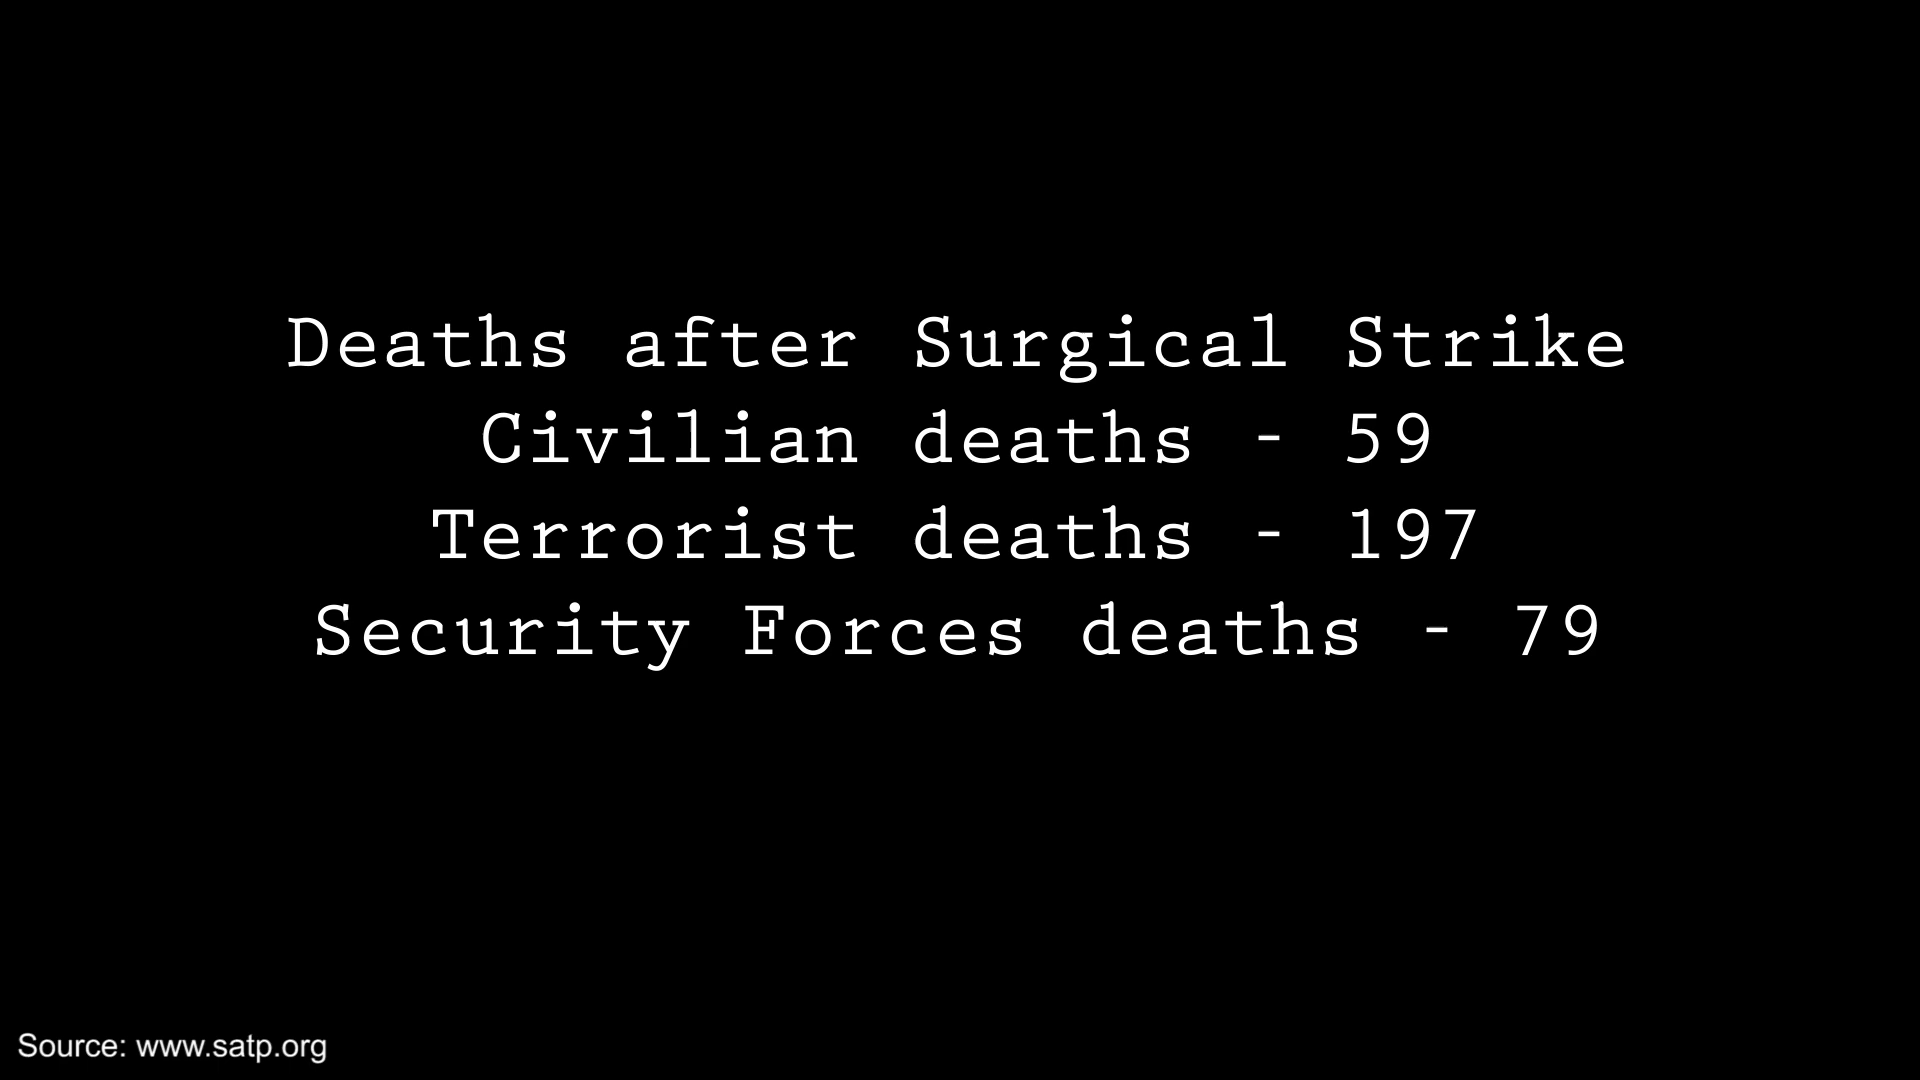 Deaths after Surgical Strike
Civilian deaths - 59
Terrorist deaths - 197
Security Forces deaths - 79
Source: www.satp.org